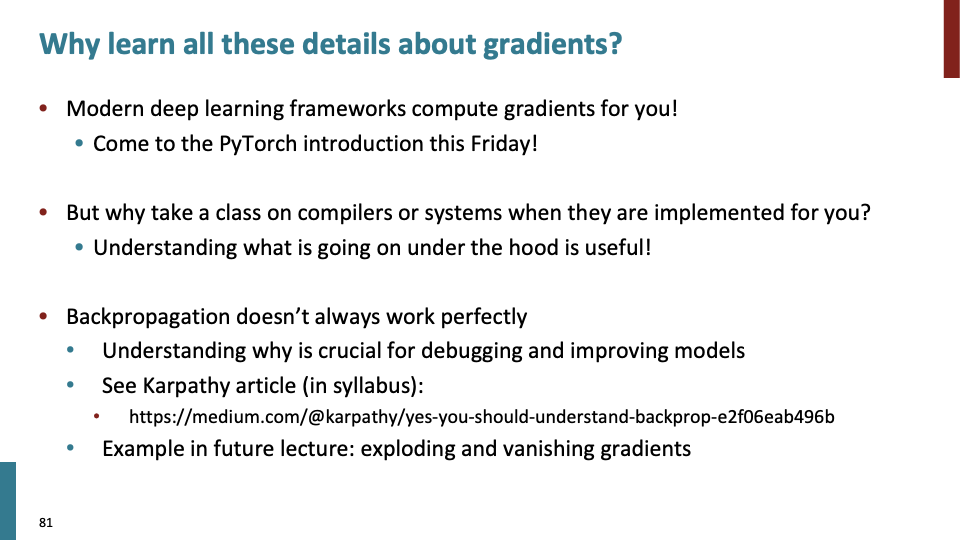 Why learn all these details about gradients?
• Modern deep learning frameworks compute gradients for you!
• Come to the PyTorch introduction this Friday!
• But why take a class on compilers or systems when they are implemented for you?
• Understanding what is going on under the hood is useful!
• Backpropagation doesn’t always work perfectly
• Understanding why is crucial for debugging and improving models
• See Karpathy article (in syllabus):
• https://medium.com/@karpathy/yes-you-should-understand-backprop-e2f06eab496b
• Example in future lecture: exploding and vanishing gradients
81